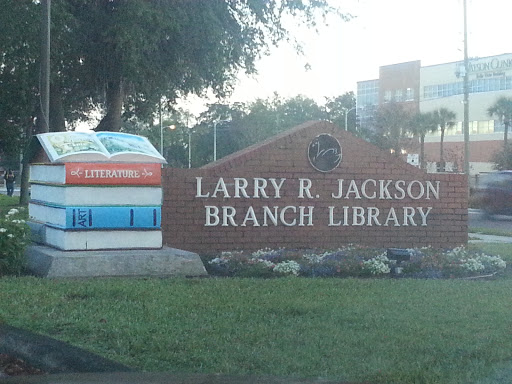 LITERATURE
ART
LARRY R. JACKSON
BRANCH LIBRARY